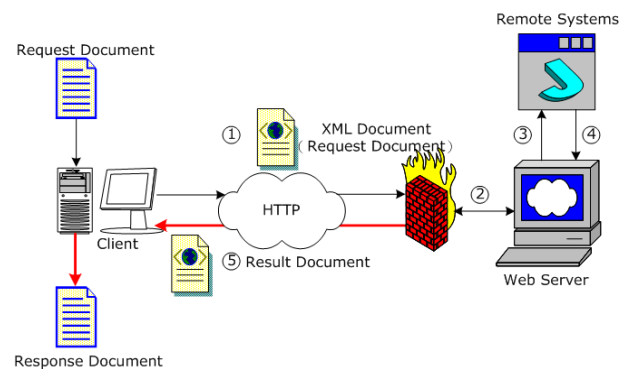 Remote Systems
Request Document
①
XML Document
（Request Document）
③
④
②
HTTP
Client
⑤ Result Document
Web Server
Response Document